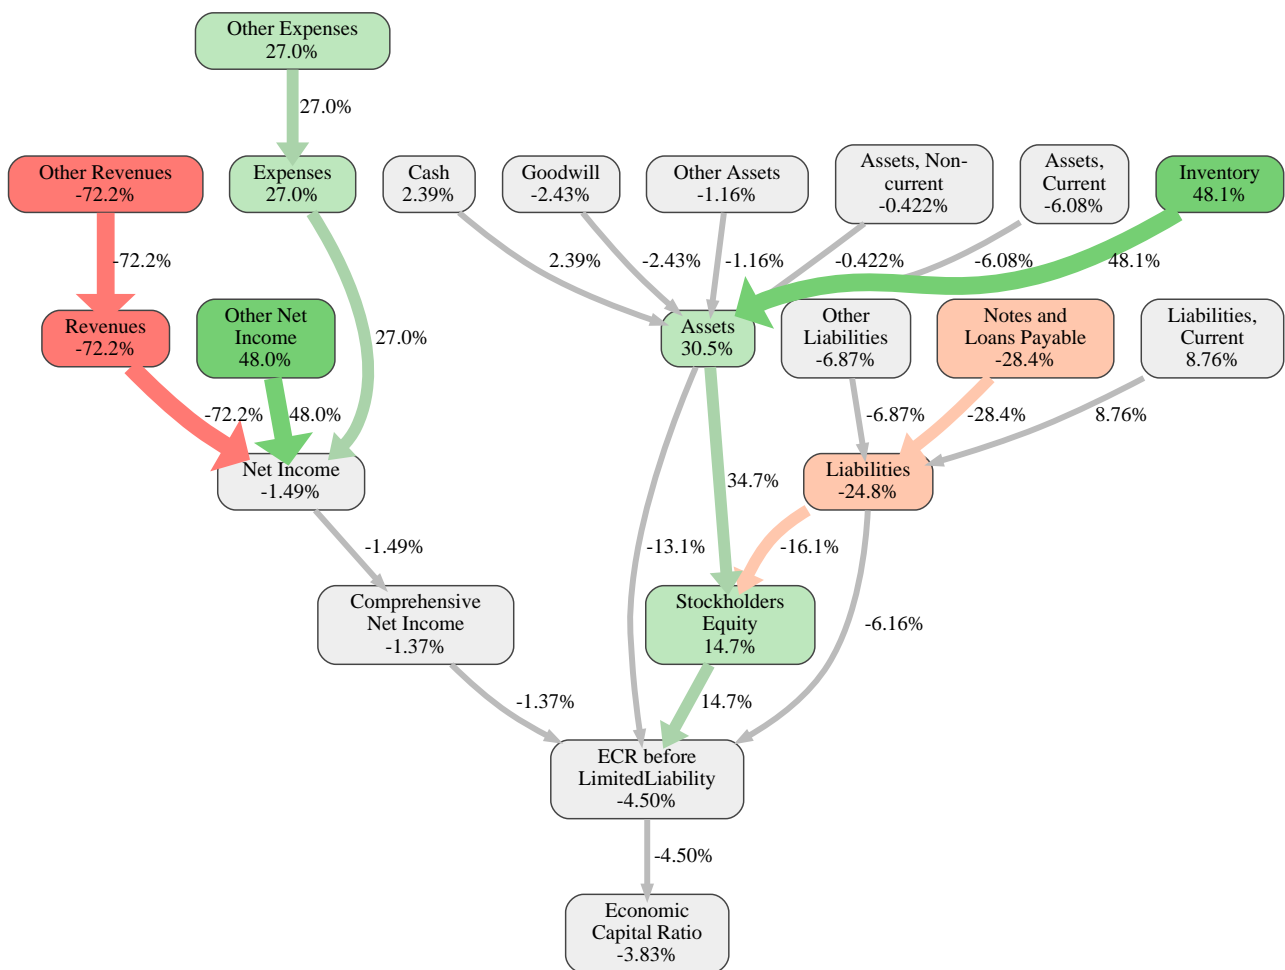 Other Expenses
27.0%
27.0%
Other Revenues
-72.2%
Expenses
27.0%
Cash
2.39%
Goodwill
-2.43%
Other Assets
-1.16%
Assets, Non-
current
-0.422%
Assets,
Current
-6.08%
Inventory
48.1%
-72.2%
2.39%
-2.43%
-1.16%
-0.422%
-6.08%
48.1%
Revenues
-72.2%
Other Net
Income
48.0%
27.0%
Assets
30.5%
Other
Liabilities
-6.87%
Notes and
Loans Payable
-28.4%
Liabilities,
Current
8.76%
-72.2%
48.0%
-6.87%
-28.4%
8.76%
Net Income
-1.49%
34.7%
Liabilities
-24.8%
-1.49%
-13.1%
-16.1%
Comprehensive
Net Income
-1.37%
Stockholders
Equity
14.7%
-6.16%
-1.37%
14.7%
ECR before
LimitedLiability
-4.50%
-4.50%
Economic
Capital Ratio
-3.83%